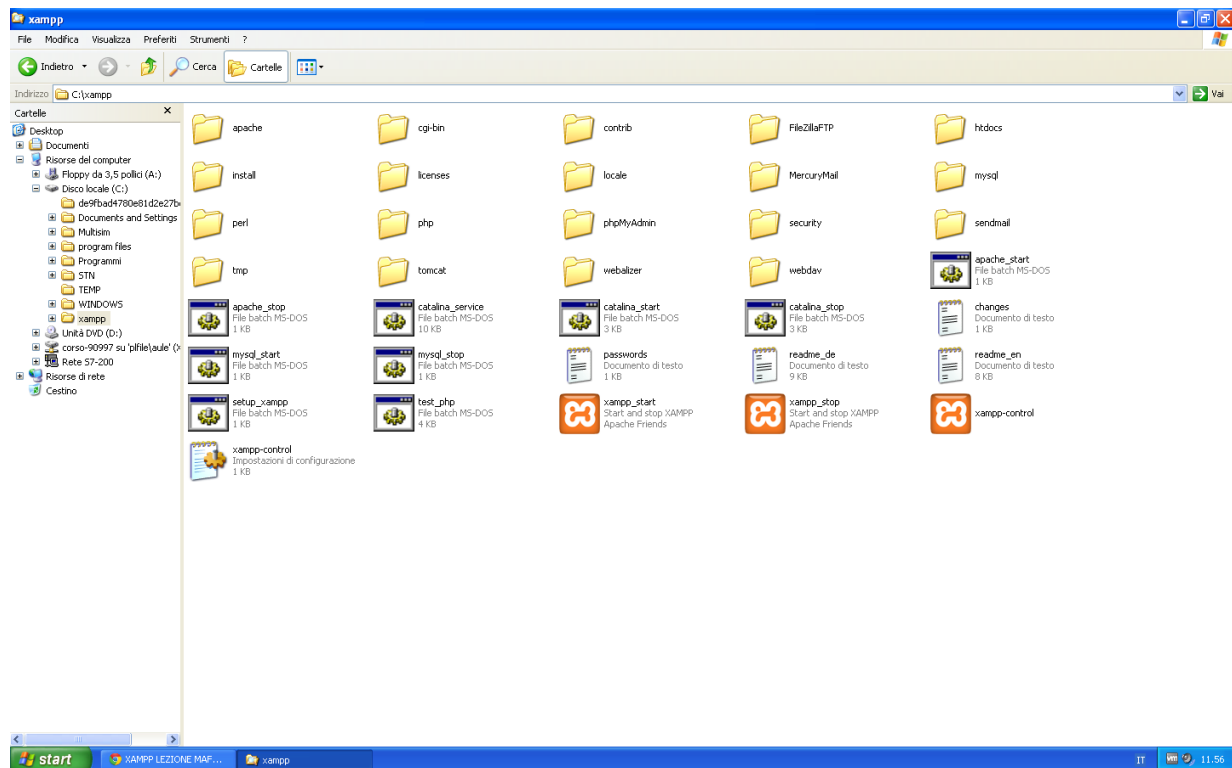 xampp
File Modifica Visualizza Preferiti Strumenti ?
Indietro Cerca Cartelle
Indirizzo C:\xampp Vai
Cartelle
Desktop
Documenti
Risorse del computer
Floppy da 3,5 pollici (A:)
Disco locale (C:)
de9fbad4780e81d2e27b
Documents and Settings
Multisim
program files
Programmi
STN
TEMP
WINDOWS
xampp
Unità DVD (D:)
corso-90997 su 'plfile\aule' (X
Rete S7-200
Risorse di rete
Cestino
apache cgi-bin contrib FileZillaFTP htdocs
install licenses locale MercuryMail mysql
perl php phpMyAdmin security sendmail
tmp tomcat webalizer webdav apache_start
File batch MS-DOS
1 KB
apache_stop catalina_service catalina_start catalina_stop changes
File batch MS-DOS File batch MS-DOS File batch MS-DOS File batch MS-DOS Documento di testo
1 KB 10 KB 3 KB 3 KB 1 KB
mysql_start mysql_stop passwords readme_de readme_en
File batch MS-DOS File batch MS-DOS Documento di testo Documento di testo Documento di testo
1 KB 1 KB 1 KB 9 KB 8 KB
setup_xampp test_php xampp_start xampp_stop xampp-control
File batch MS-DOS File batch MS-DOS Start and stop XAMPP Start and stop XAMPP
1 KB 4 KB Apache Friends Apache Friends
xampp-control
Impostazioni di configurazione
1 KB
start XAMPP LEZIONE MAF... xampp IT 11.56